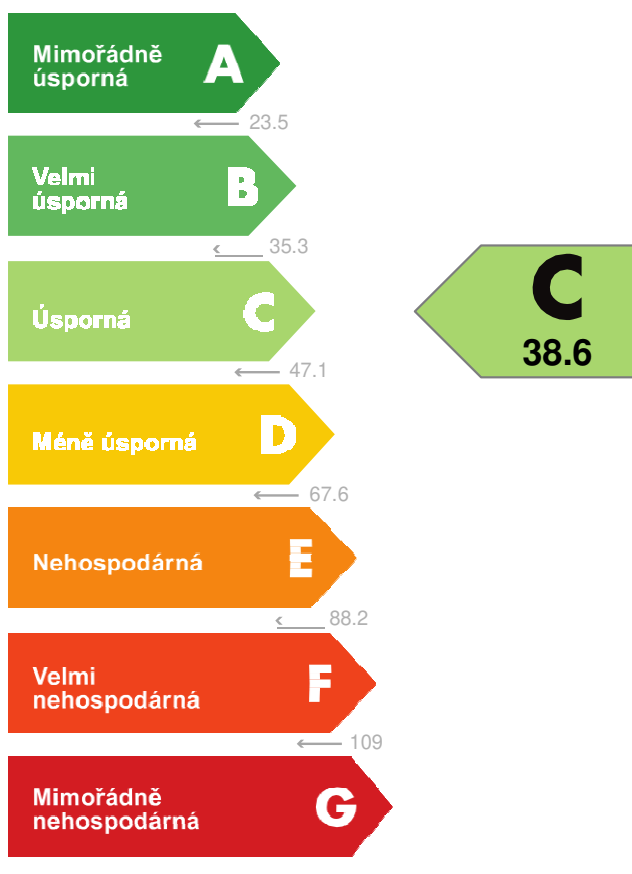 Mimořádně
úsporná
A
23.5
Velmi
úsporná
B
35.3
Úsporná
C
C
38.6
47.1
Méně úsporná
D
67.6
Nehospodárná
E
88.2
Velmi
nehospodárná
F
109
Mimořádně
nehospodárná
G